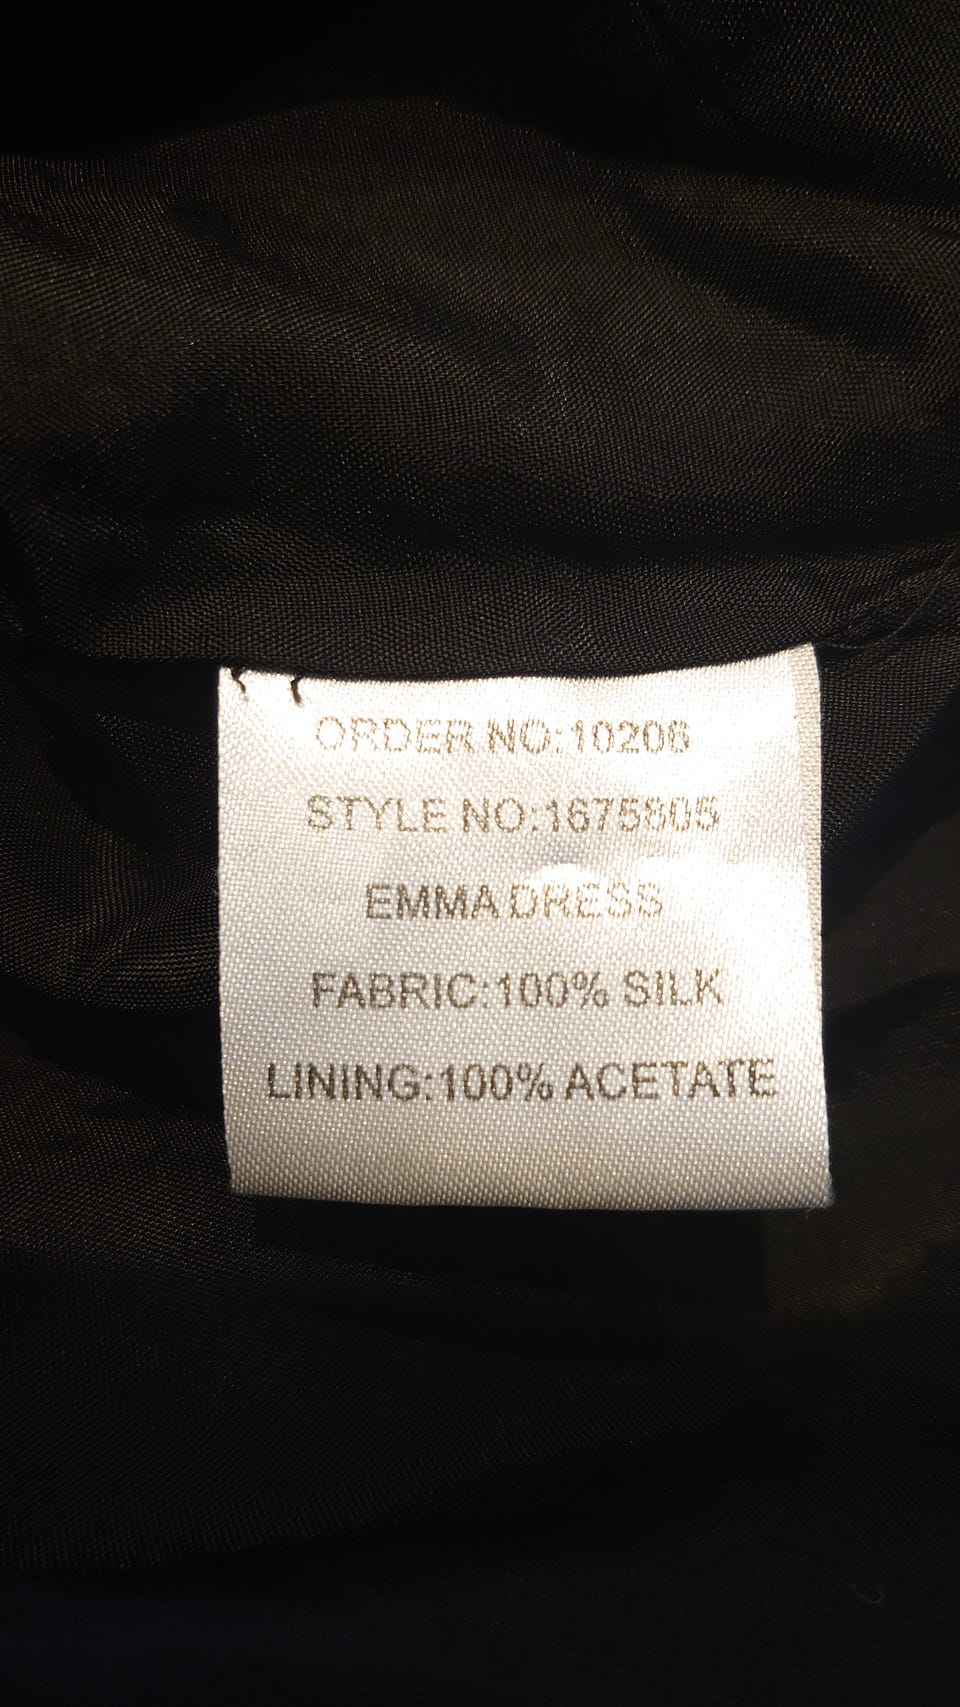 ORDER NO:10206
STYLE NO:1675805
EMMA DRESS
FABRIC:100% SILK
LINING:100% ACETATE